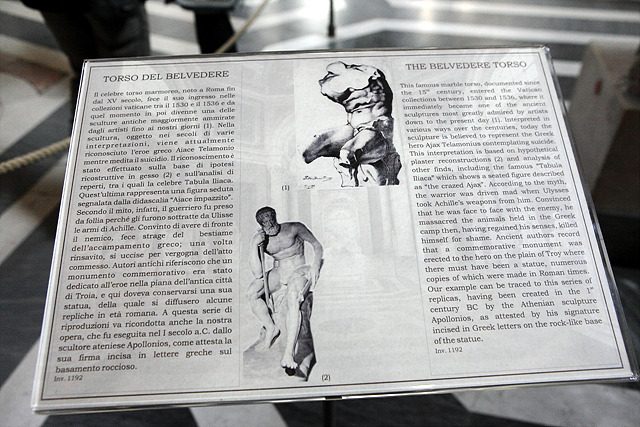 TORSO DEL BELVEDERE
Il celebre torso marmoreo, noto a Roma fin
dal XV secolo, fece il suo ingresso nelle
collezioni vaticane tra il 1530 e il 1536 e da
quel momento in poi divenne una delle
sculture antiche maggiormente ammirate
dagli artisti fino ai nostri giorni (1). Nella
scultura, oggetto nei secoli di varie
interpretazioni, viene attualmente
riconosciuto l'eroe greco Aiace Telamonio
mentre medita il suicidio. Il riconoscimento è
stato effettuato sulla base di ipotesi
ricostruttive in gesso (2) e sull'analisi di
reperti, tra i quali la celebre Tabula Iliaca.
Quest'ultima rappresenta una figura seduta
segnalata dalla didascalia "Aiace impazzito".
Secondo il mito, infatti, il guerriero fu preso
da follia perchè gli furono sottratte da Ulisse
le armi di Achille. Convinto di avere di fronte
il nemico, fece strage del bestiame
dell'accampamento greco; una volta
rinsavito, si uccise per vergogna dell'atto
commesso. Autori antichi riferiscono che un
monumento commemorativo era stato
dedicato all'eroe nella piana dell'antica città
di Troia, e qui doveva conservarsi una sua
statua, della quale si diffusero alcune
repliche in età romana. A questa serie di
riproduzioni va ricondotta anche la nostra
opera, che fu eseguita nel I secolo a.C. dallo
scultore ateniese Apollonios, come attesta la
sua firma incisa in lettere greche sul
basamento roccioso.
Inv. 1192
(1)
(2)
THE BELVEDERE TORSO
This famous marble torso, documented since
the 15th century, entered the Vatican
collections between 1530 and 1536, where it
immediately became one of the ancient
sculptures most greatly admired by artists
down to the present day (1). Interpreted in
various ways over the centuries, today the
sculpture is believed to represent the Greek
hero Ajax Telamonius contemplating suicide.
This interpretation is based on hypothetical
plaster reconstructions (2) and analysis of
other finds, including the famous "Tabula
Iliaca" which shows a seated figure described
as "the crazed Ajax". According to the myth,
the warrior was driven mad when Ulysses
took Achille's weapons from him. Convinced
that he was face to face with the enemy, he
massacred the animals held in the Greek
camp then, having regained his senses, killed
himself for shame. Ancient authors record
that a commemorative monument was
erected to the hero on the plain of Troy where
there must have been a statue, numerous
copies of which were made in Roman times.
Our example can be traced to this series of
replicas, having been created in the 1st
century BC by the Athenian sculptor
Apollonios, as attested by his signature
incised in Greek letters on the rock-like base
of the statue.
Inv. 1192